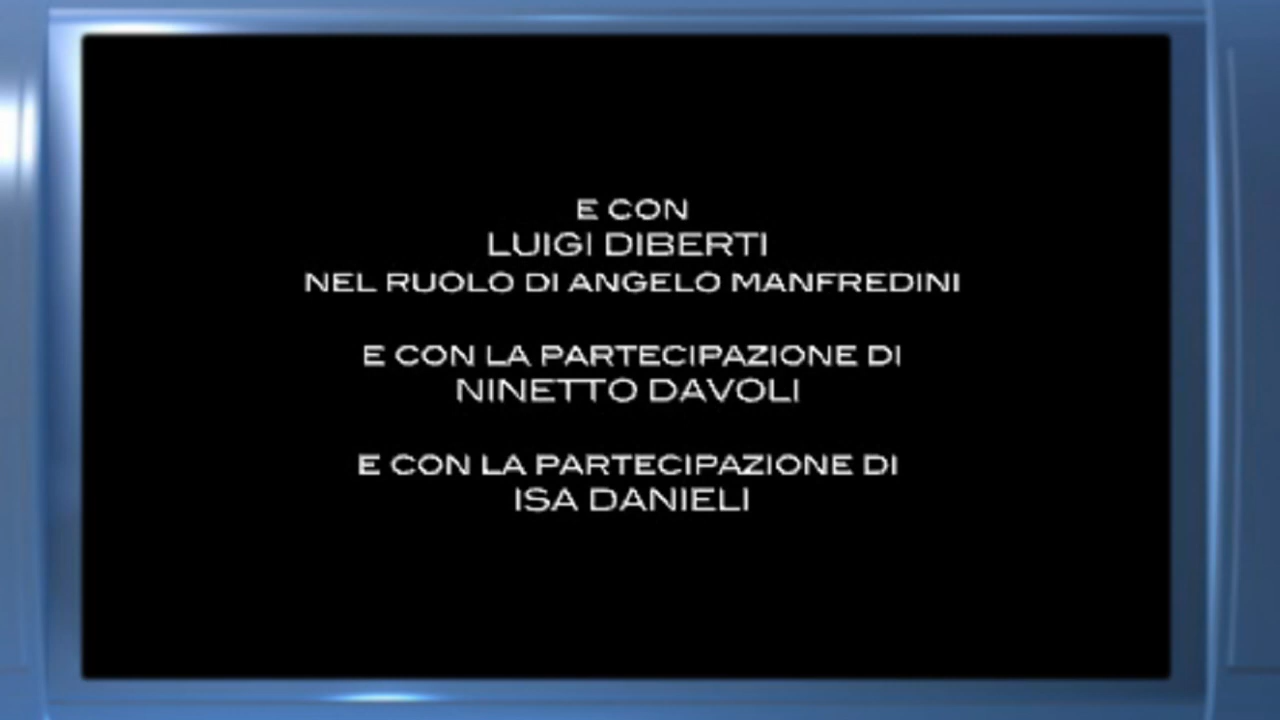 E CON
LUIGI DIBERTI
NEL RUOLO DI ANGELO MANFREDINI
E CON LA PARTECIPAZIONE DI
NINETTO DAVOLI
E CON LA PARTECIPAZIONE DI
ISA DANIELI